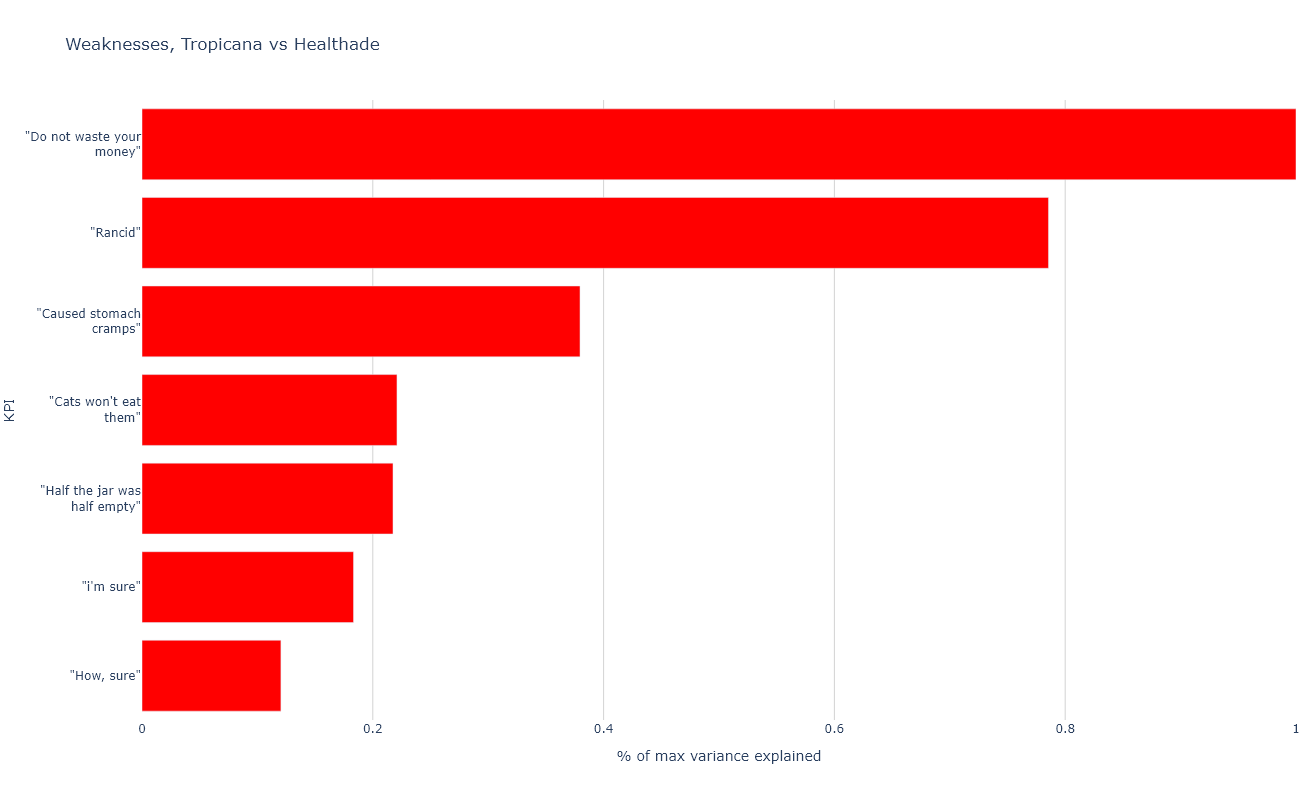 Weaknesses, Tropicana vs Healthade
"Do not waste your
money"
"Rancid"
"Caused stomach
cramps"
"Cats won't eat
them"
"Half the jar was
half empty"
"i'm sure"
"How, sure"
KPI
0 0.2 0.4 0.6 0.8 1
% of max variance explained